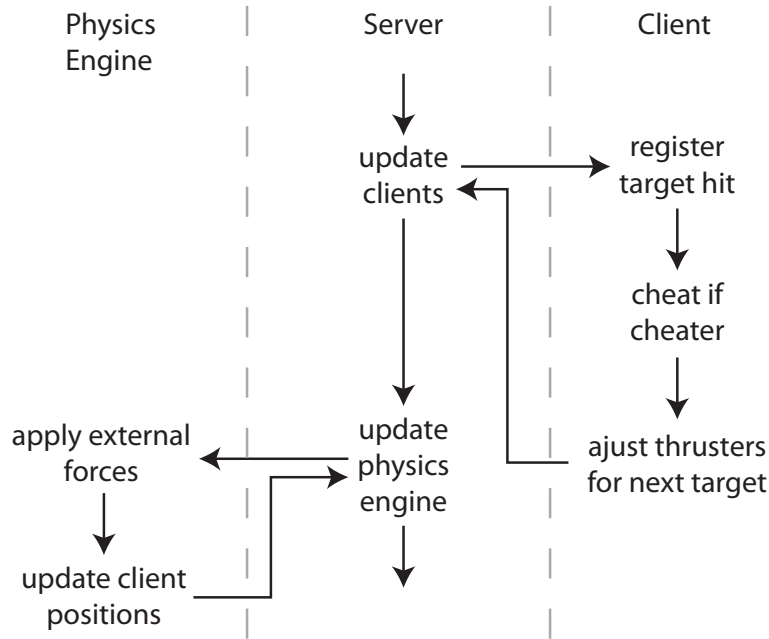 Physics
Engine
Server
Client
update
clients
register
target hit
cheat if
cheater
ajust thrusters
for next target
update
physics
engine
apply external
forces
update client
positions